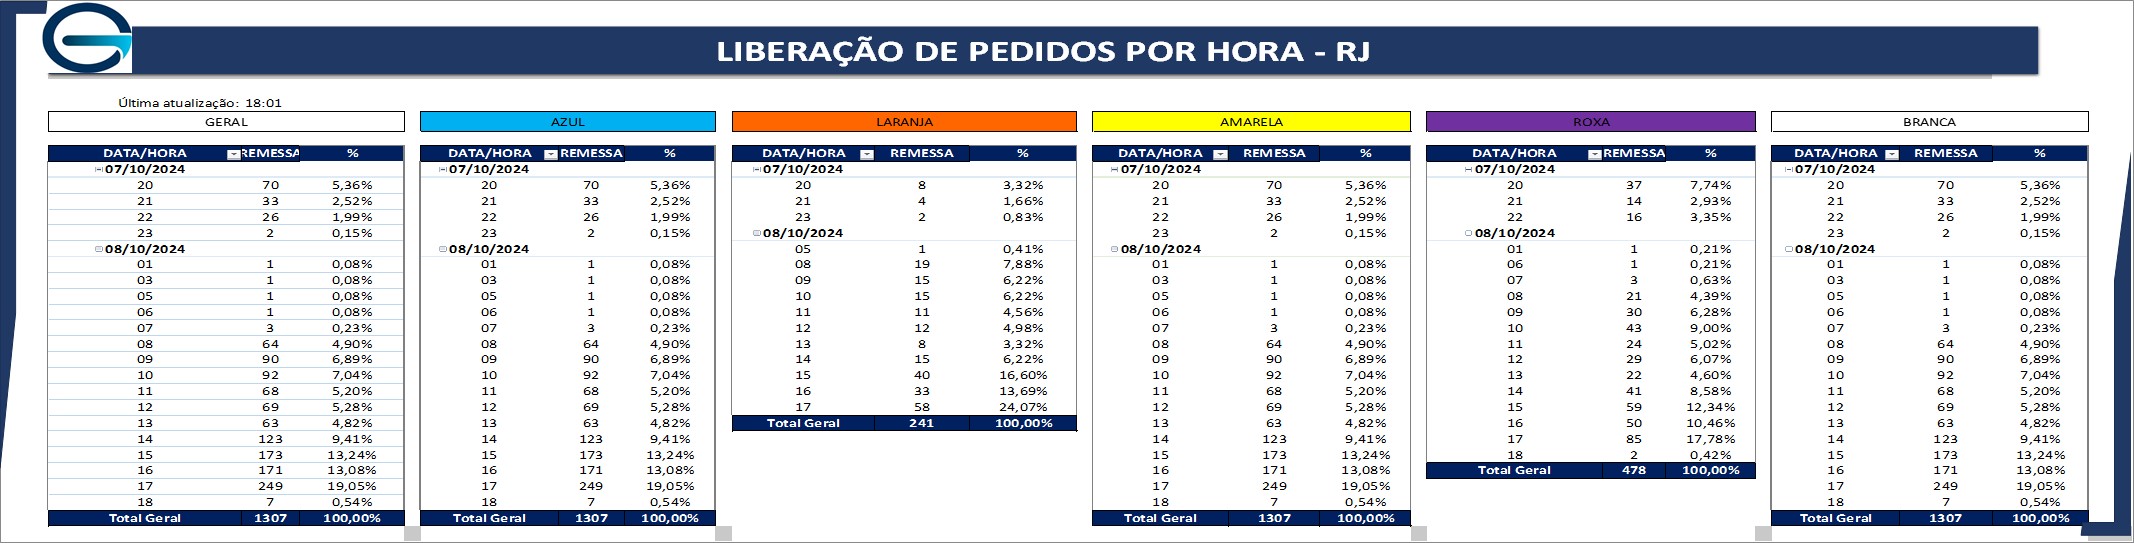 LIBERAÇÃO DE PEDIDOS POR HORA - RJ
Última atualização: 18:01
GERAL
DATA/HORA REMESSA %
07/10/2024
20 70 5,36%
21 33 2,52%
22 26 1,99%
23 2 0,15%
08/10/2024
01 1 0,08%
03 1 0,08%
05 1 0,08%
06 1 0,08%
07 3 0,23%
08 64 4,90%
09 90 6,89%
10 92 7,04%
11 68 5,20%
12 69 5,28%
13 63 4,82%
14 123 9,41%
15 173 13,24%
16 171 13,08%
17 249 19,05%
18 7 0,54%
Total Geral 1307 100,00%
AZUL
DATA/HORA REMESSA %
07/10/2024
20 70 5,36%
21 33 2,52%
22 26 1,99%
23 2 0,15%
08/10/2024
01 1 0,08%
03 1 0,08%
05 1 0,08%
06 1 0,08%
07 3 0,23%
08 64 4,90%
09 90 6,89%
10 92 7,04%
11 68 5,20%
12 69 5,28%
13 63 4,82%
14 123 9,41%
15 173 13,24%
16 171 13,08%
17 249 19,05%
18 7 0,54%
Total Geral 1307 100,00%
LARANJA
DATA/HORA REMESSA %
07/10/2024
20 8 3,32%
21 4 1,66%
23 2 0,83%
08/10/2024
05 1 0,41%
08 19 7,88%
09 15 6,22%
10 15 6,22%
11 11 4,56%
12 12 4,98%
13 8 3,32%
14 15 6,22%
15 40 16,60%
16 33 13,69%
17 58 24,07%
Total Geral 241 100,00%
AMARELA
DATA/HORA REMESSA %
07/10/2024
20 70 5,36%
21 33 2,52%
22 26 1,99%
23 2 0,15%
08/10/2024
01 1 0,08%
03 1 0,08%
05 1 0,08%
06 1 0,08%
07 3 0,23%
08 64 4,90%
09 90 6,89%
10 92 7,04%
11 68 5,20%
12 69 5,28%
13 63 4,82%
14 123 9,41%
15 173 13,24%
16 171 13,08%
17 249 19,05%
18 7 0,54%
Total Geral 1307 100,00%
ROXA
DATA/HORA REMESSA %
07/10/2024
20 37 7,74%
21 14 2,93%
22 16 3,35%
08/10/2024
01 1 0,21%
06 1 0,21%
07 3 0,63%
08 21 4,39%
09 30 6,28%
10 43 9,00%
11 24 5,02%
12 29 6,07%
13 22 4,60%
14 41 8,58%
15 59 12,34%
16 50 10,46%
17 85 17,78%
18 2 0,42%
Total Geral 478 100,00%
BRANCA
DATA/HORA REMESSA %
07/10/2024
20 70 5,36%
21 33 2,52%
22 26 1,99%
23 2 0,15%
08/10/2024
01 1 0,08%
03 1 0,08%
05 1 0,08%
06 1 0,08%
07 3 0,23%
08 64 4,90%
09 90 6,89%
10 92 7,04%
11 68 5,20%
12 69 5,28%
13 63 4,82%
14 123 9,41%
15 173 13,24%
16 171 13,08%
17 249 19,05%
18 7 0,54%
Total Geral 1307 100,00%